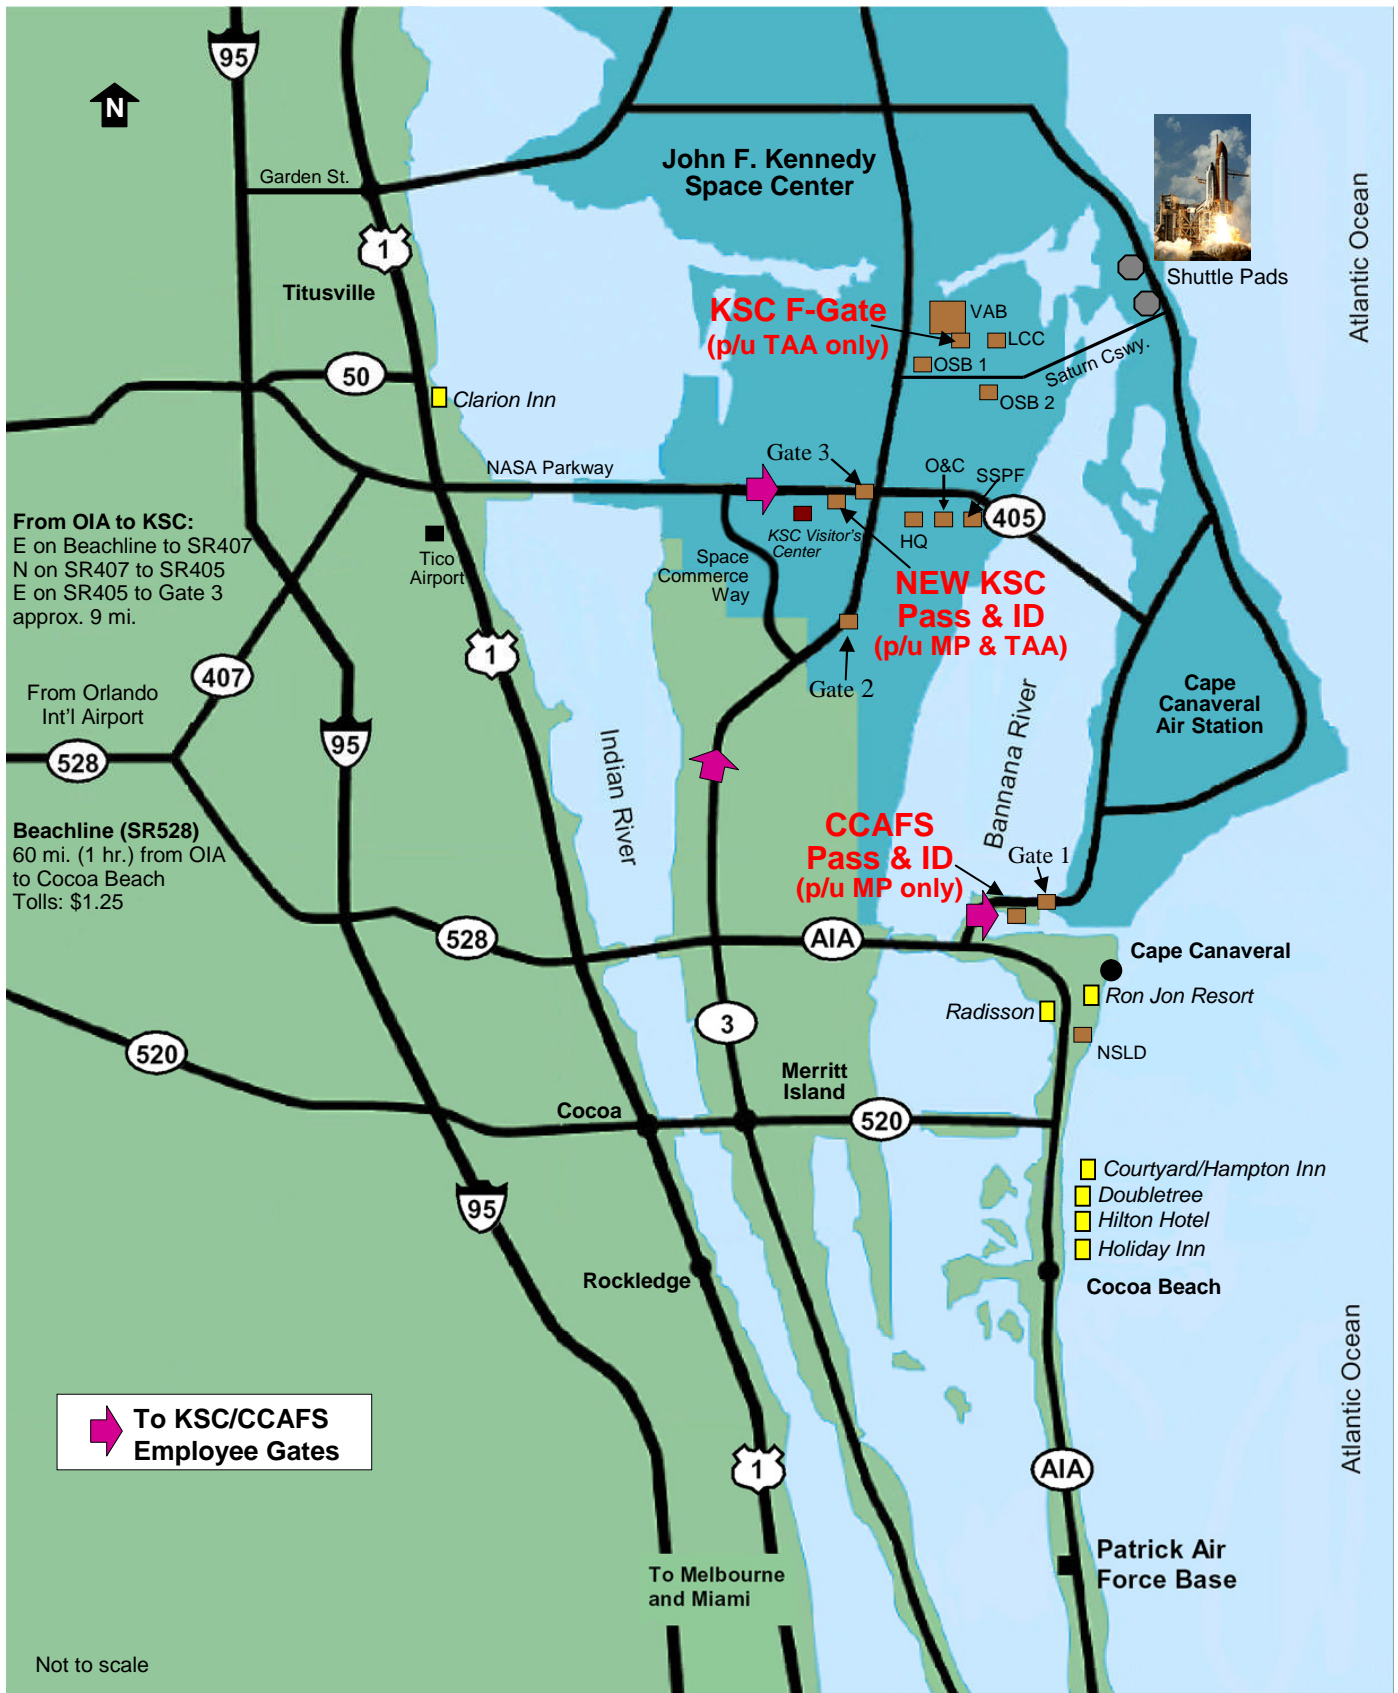 95
N
Garden St.
John F. Kennedy
Space Center
1
Titusville
Shuttle Pads
Atlantic Ocean
KSC F-Gate
(p/u TAA only)
VAB
LCC
OSB 1
Saturn Cswy.
OSB 2
50
Clarion Inn
NASA Parkway
Gate 3
O&C
SSPF
405
HQ
KSC Visitor's
Center
From OIA to KSC:
E on Beachline to SR407
N on SR407 to SR405
E on SR405 to Gate 3
approx. 9 mi.
Tico
Airport
Space
Commerce
Way
NEW KSC
Pass & ID
(p/u MP & TAA)
1
407
Gate 2
From Orlando
Int'l Airport
528
95
Cape
Canaveral
Air Station
Indian River
Bannana River
Beachline (SR528)
60 mi. (1 hr.) from OIA
to Cocoa Beach
Tolls: $1.25
CCAFS
Pass & ID
(p/u MP only)
Gate 1
528
AIA
Cape Canaveral
Ron Jon Resort
Radisson
NSLD
3
520
Merritt
Island
Cocoa
520
Courtyard/Hampton Inn
Doubletree
Hilton Hotel
Holiday Inn
95
Rockledge
Cocoa Beach
Atlantic Ocean
To KSC/CCAFS
Employee Gates
1
AIA
Patrick Air
Force Base
To Melbourne
and Miami
Not to scale